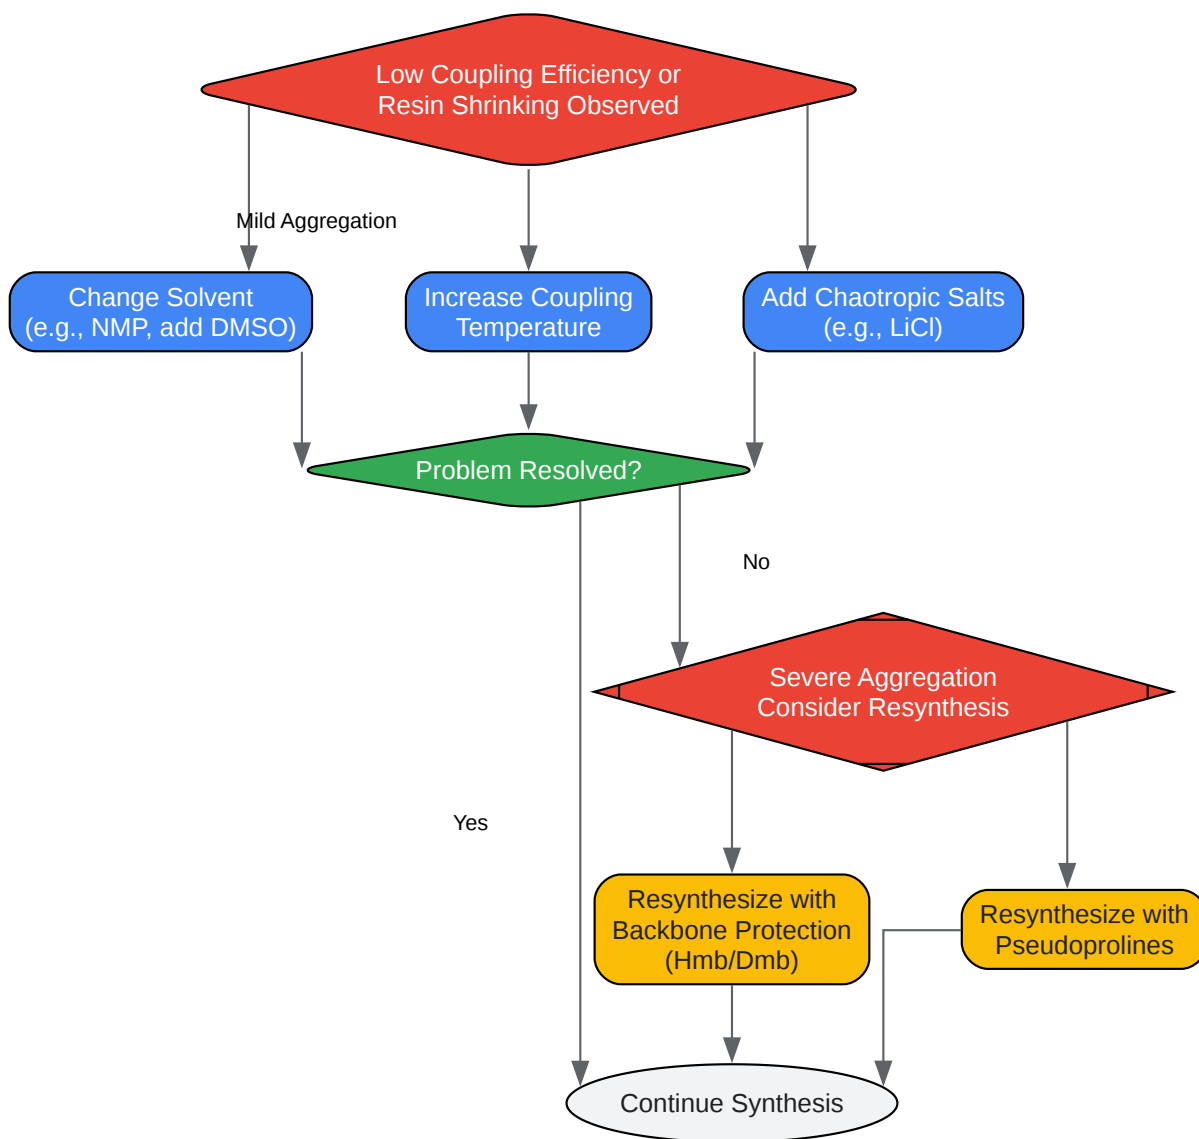 Low Coupling Efficiency or
Resin Shrinking Observed
Mild Aggregation
Change Solvent
(e.g., NMP, add DMSO)
Increase Coupling
Temperature
Add Chaotropic Salts
(e.g., LiCl)
Problem Resolved?
No
Severe Aggregation
Consider Resynthesis
Yes
Resynthesize with
Backbone Protection
(Hmb/Dmb)
Resynthesize with
Pseudoprolines
Continue Synthesis